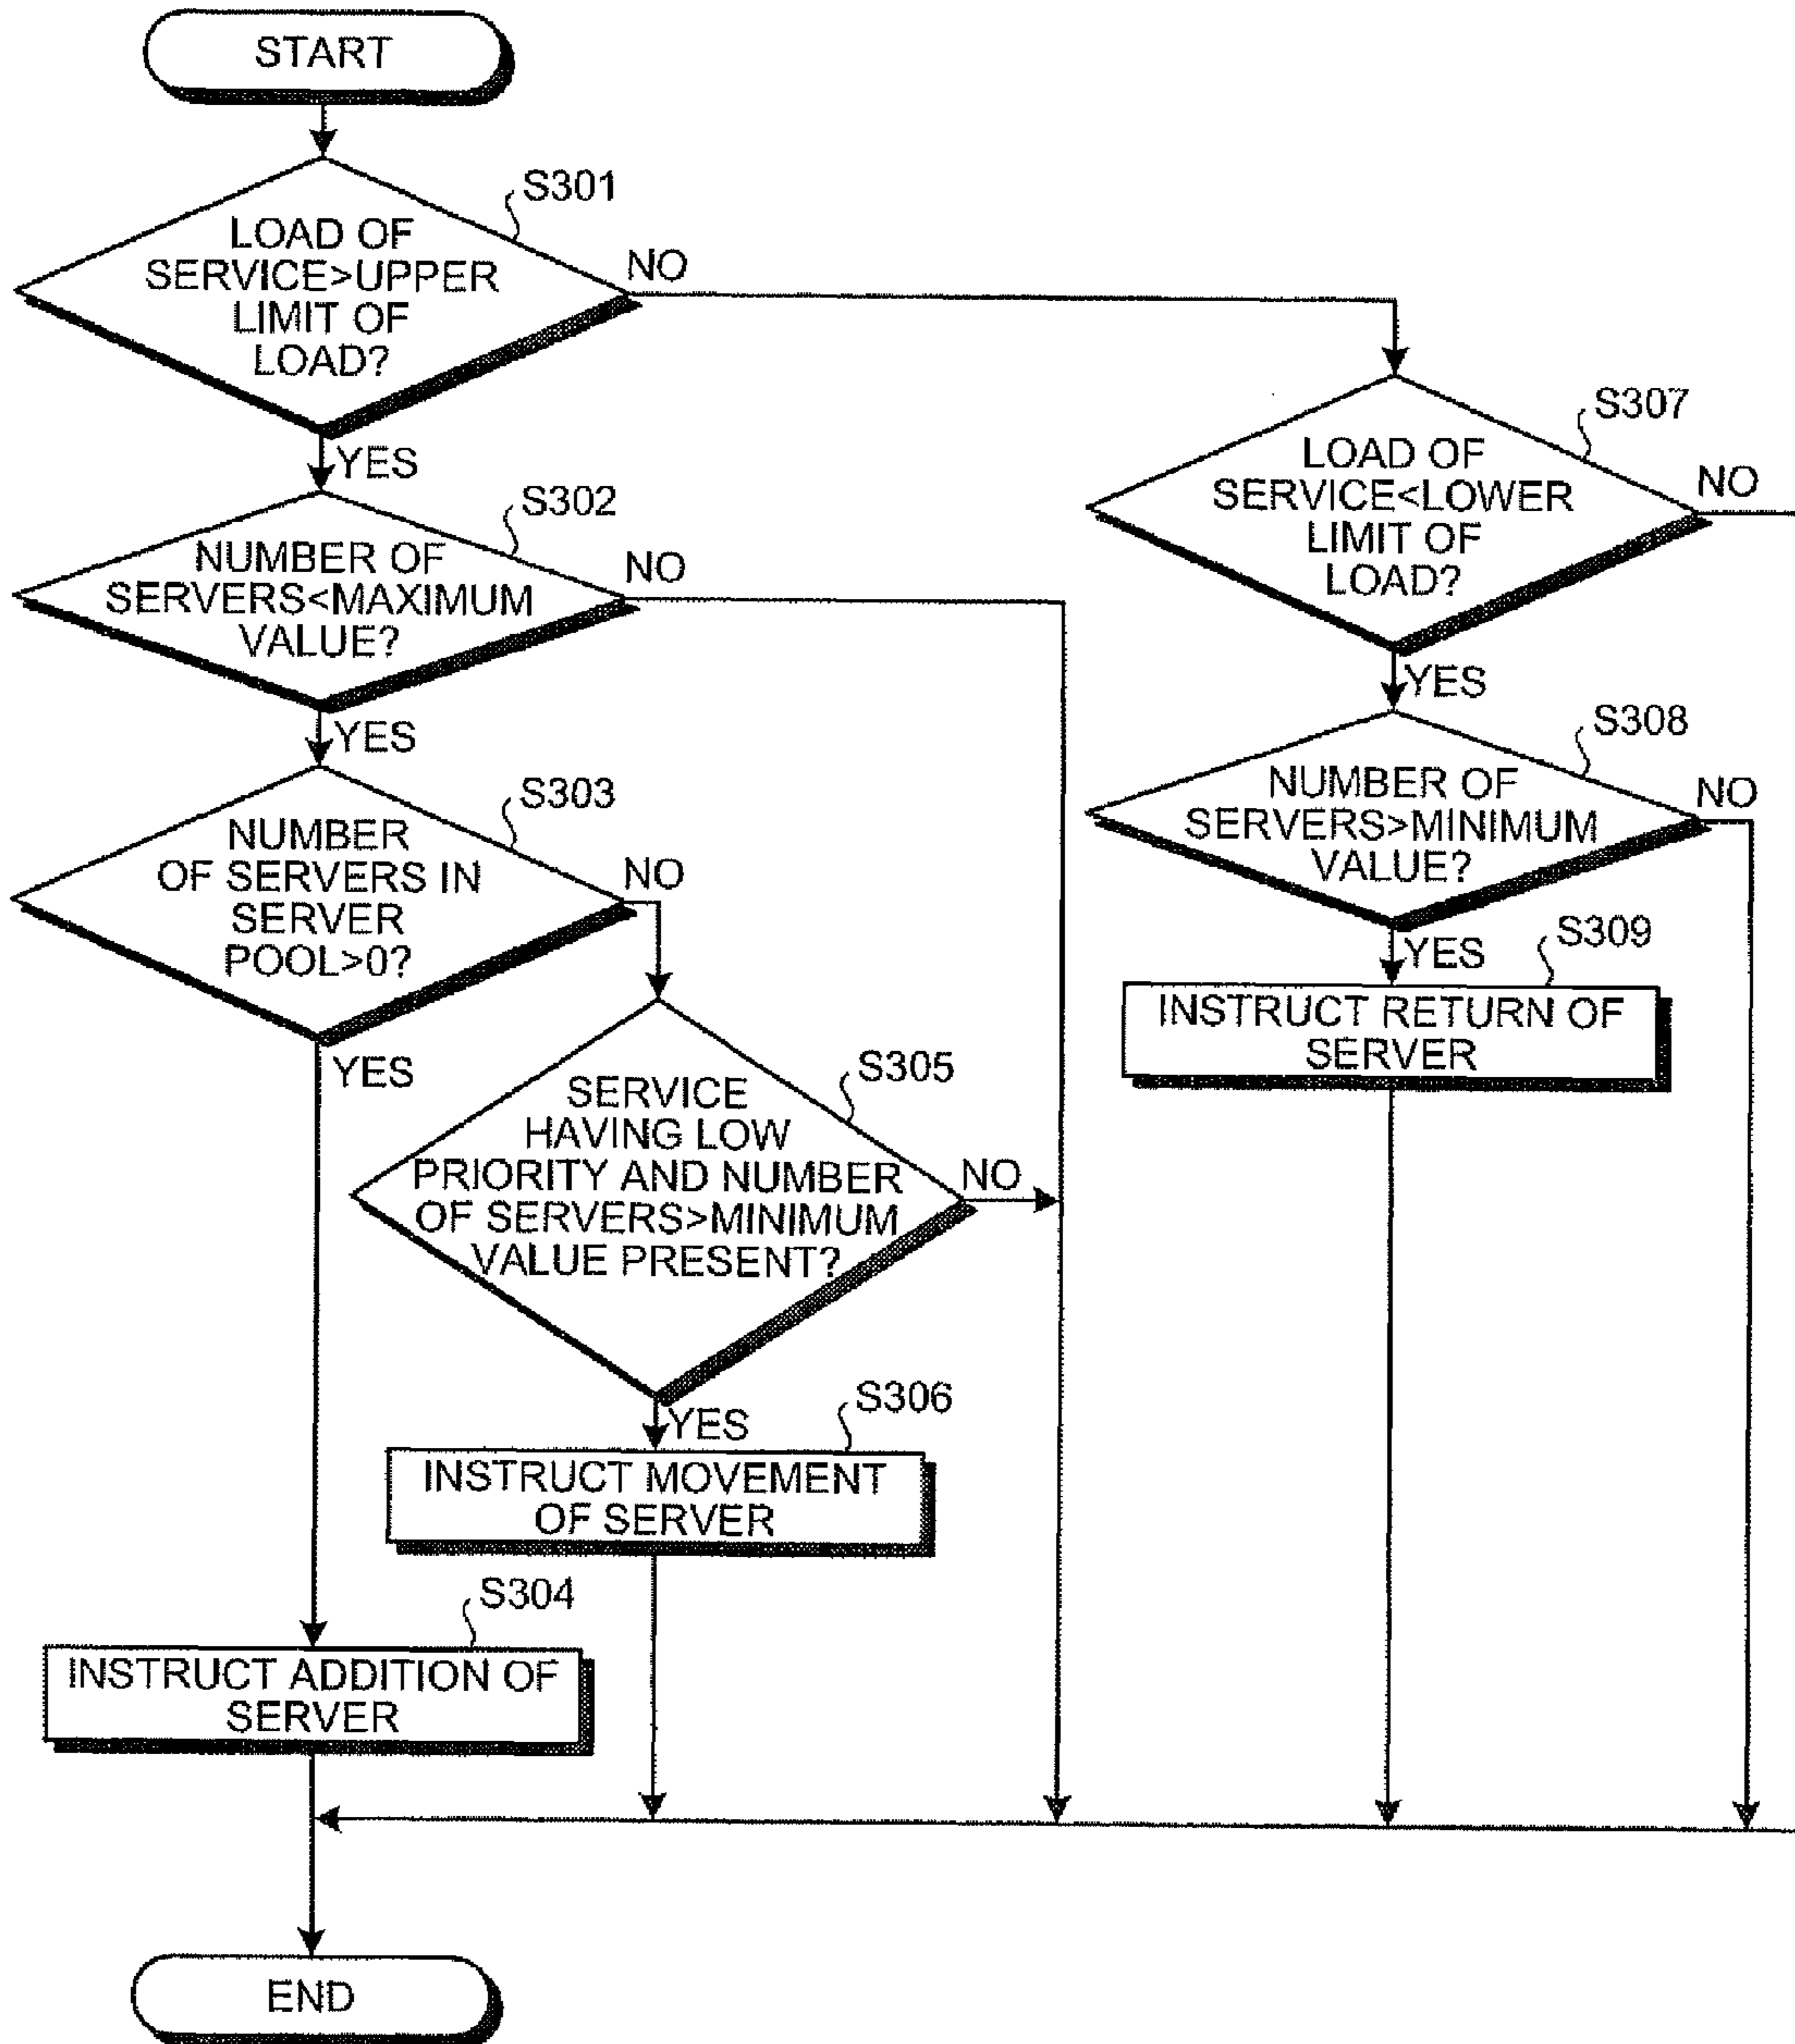 START
S301
LOAD OF
SERVICE>UPPER
LIMIT OF
LOAD?
NO
YES
S302
NUMBER OF
SERVERS<MAXIMUM
VALUE?
NO
YES
S303
NUMBER
OF SERVERS IN
SERVER
POOL>0?
NO
YES
S305
SERVICE
HAVING LOW
PRIORITY AND NUMBER
OF SERVERS>MINIMUM
VALUE PRESENT?
NO
YES
S306
INSTRUCT MOVEMENT
OF SERVER
S304
INSTRUCT ADDITION OF
SERVER
S307
LOAD OF
SERVICE<LOWER
LIMIT OF
LOAD?
NO
YES
S308
NUMBER OF
SERVERS>MINIMUM
VALUE?
NO
YES
S309
INSTRUCT RETURN OF
SERVER
END